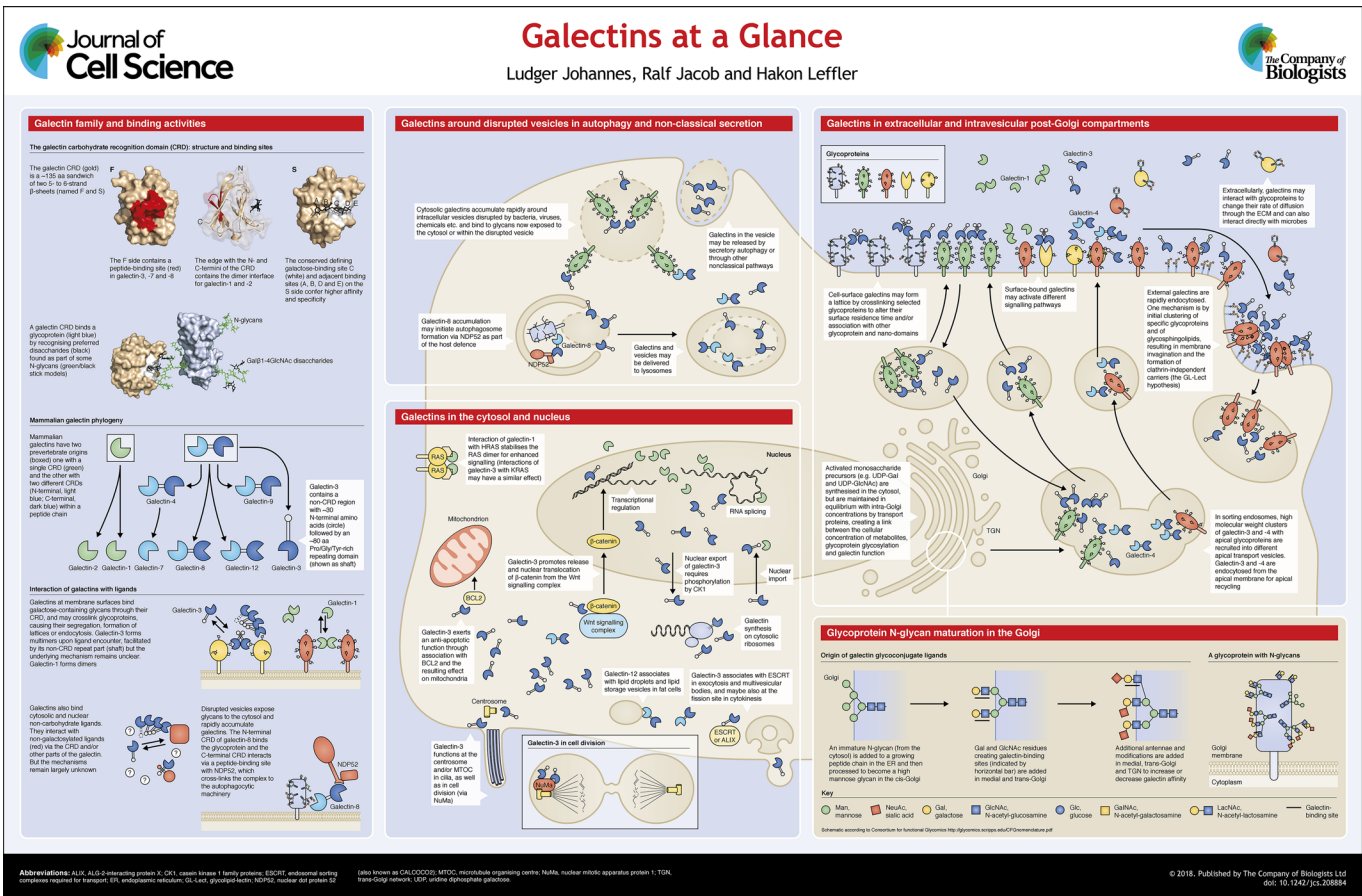 Journal of
Cell Science
Galectins at a Glance
Ludger Johannes, Ralf Jacob and Hakon Leffler
The Company of
Biologists
Galectin family and binding activities
The galectin carbohydrate recognition domain (CRD): structure and binding sites
The galectin CRD (gold)
is a ~135 aa sandwich
of two 5- to 6-strand
β-sheets (named F and S)
F
N
S
A B C D E
The F side contains a
peptide-binding site (red)
in galectin-3, -7 and -8
The edge with the N- and
C-termini of the CRD
contains the dimer interface
for galectin-1 and -2
The conserved defining
galactose-binding site C
(white) and adjacent binding
sites (A, B, D and E) on the
S side confer higher affinity
and specificity
A galectin CRD binds a
glycoprotein (light blue)
by recognising preferred
disaccharides (black)
found as part of some
N-glycans (green/black
stick models)
N-glycans
Galβ1-4GlcNAc disaccharides
Mammalian galectin phylogeny
Mammalian
galectins have two
prevertebrate origins
(boxed) one with a
single CRD (green)
and the other with
two different CRDs
(N-terminal, light
blue; C-terminal,
dark blue) within a
peptide chain
Galectin-4
Galectin-9
Galectin-3
contains a
non-CRD region
with ~30
N-terminal amino
acids (circle)
followed by an
~80 aa
Pro/Gly/Tyr-rich
repeating domain
(shown as shaft)
Galectin-2
Galectin-1
Galectin-7
Galectin-8
Galectin-12
Galectin-3
Interaction of galectins with ligands
Galectins at membrane surfaces bind
galactose-containing glycans through their
CRD, and may crosslink glycoproteins,
causing their segregation, formation of
lattices or endocytosis. Galectin-3 forms
multimers upon ligand encounter, facilitated
by its non-CRD repeat part (shaft) but the
underlying mechanism remains unclear.
Galectin-1 forms dimers
Galectin-3
Galectin-1
Galectins also bind
cytosolic and nuclear
non-carbohydrate ligands.
They interact with
non-galactosylated ligands
(red) via the CRD and/or
other parts of the galectin.
But the mechanisms
remain largely unknown
?
?
?
?
Disrupted vesicles expose
glycans to the cytosol and
rapidly accumulate
galectins. The N-terminal
CRD of galectin-8 binds
the glycoprotein and the
C-terminal CRD interacts
via a peptide-binding site
with NDP52, which
cross-links the complex to
the autophagocytic
machinery
NDP52
Galectin-8
Galectins around disrupted vesicles in autophagy and non-classical secretion
Cytosolic galectins accumulate rapidly around
intracellular vesicles disrupted by bacteria, viruses,
chemicals etc. and bind to glycans now exposed to
the cytosol or within the disrupted vesicle
Galectins in the vesicle
may be released by
secretory autophagy or
through other
nonclassical pathways
Galectin-8 accumulation
may initiate autophagosome
formation via NDP52 as part
of the host defence
Galectin-8
NDP52
Galectins and
vesicles may
be delivered
to lysosomes
Galectins in the cytosol and nucleus
RAS
RAS
Interaction of galectin-1
with HRAS stabilises the
RAS dimer for enhanced
signalling (interactions of
galectin-3 with KRAS
may have a similar effect)
Nucleus
Transcriptional
regulation
RNA splicing
Mitochondrion
β-catenin
Galectin-3 promotes release
and nuclear translocation
of β-catenin from the Wnt
signalling complex
Nuclear export
of galectin-3
requires
phosphorylation
by CK1
Nuclear
import
BCL2
β-catenin
Wnt signalling
complex
Galectin-3 exerts
an anti-apoptotic
function through
association with
BCL2 and the
resulting effect
on mitochondria
Galectin
synthesis
on cytosolic
ribosomes
Galectin-12 associates
with lipid droplets and lipid
storage vesicles in fat cells
Galectin-3 associates with ESCRT
in exocytosis and multivesicular
bodies, and maybe also at the
fission site in cytokinesis
Centrosome
ESCRT
or ALIX
Galectin-3
functions at the
centrosome
and/or MTOC
in cilia, as well
as in cell
division (via
NuMa)
Galectin-3 in cell division
NuMa
Galectins in extracellular and intravesicular post-Golgi compartments
Glycoproteins
Galectin-1
Galectin-3
Galectin-4
Extracellularly, galectins may
interact with glycoproteins to
change their rate of diffusion
through the ECM and can also
interact directly with microbes
Cell-surface galectins may form
a lattice by crosslinking selected
glycoproteins to alter their
surface residence time and/or
association with other
glycoprotein and nano-domains
Surface-bound galectins
may activate different
signalling pathways
External galectins are
rapidly endocytosed.
One mechanism is by
initial clustering of
specific glycoproteins
and of
glycosphingolipids,
resulting in membrane
invagination and the
formation of
clathrin-independent
carriers (the GL-Lect
hypothesis)
Activated monosaccharide
precursors (e.g. UDP-Gal
and UDP-GlcNAc) are
synthesised in the cytosol,
but are maintained in
equilibrium with intra-Golgi
concentrations by transport
proteins, creating a link
between the cellular
concentration of metabolites,
glycoprotein glycosylation
and galectin function
Golgi
TGN
Galectin-4
In sorting endosomes, high
molecular weight clusters
of galectin-3 and -4 with
apical glycoproteins are
recruited into different
apical transport vesicles.
Galectin-3 and -4 are
endocytosed from the
apical membrane for apical
recycling
Glycoprotein N-glycan maturation in the Golgi
Origin of galectin glycoconjugate ligands
A glycoprotein with N-glycans
Golgi
An immature N-glycan (from the
cytosol) is added to a growing
peptide chain in the ER and then
processed to become a high
mannose glycan in the cis-Golgi
Gal and GlcNAc residues
creating galectin-binding
sites (indicated by
horizontal bar) are added
in medial and trans-Golgi
Additional antennae and
modifications are added
in medial, trans-Golgi
and TGN to increase or
decrease galectin affinity
Golgi
membrane
Cytoplasm
Key
Man,
mannose
NeuAc,
sialic acid
Gal,
galactose
GlcNAc,
N-acetyl-glucosamine
Glc,
glucose
GalNAc,
N-acetyl-galactosamine
LacNAc,
N-acetyl-lactosamine
Galectin-
binding site
Schematic according to Consortium for functional Glycomics http://glycomics.scripps.edu/CFGnomenclature.pdf
Abbreviations: ALIX, ALG-2-interacting protein X; CK1, casein kinase 1 family proteins; ESCRT, endosomal sorting
complexes required for transport; ER, endoplasmic reticulum; GL-Lect, glycolipid-lectin; NDP52, nuclear dot protein 52
(also known as CALCOCO2); MTOC, microtubule organising centre; NuMa, nuclear mitotic apparatus protein 1; TGN,
trans-Golgi network; UDP, uridine diphosphate galactose.
© 2018. Published by The Company of Biologists Ltd
doi: 10.1242/jcs.208884